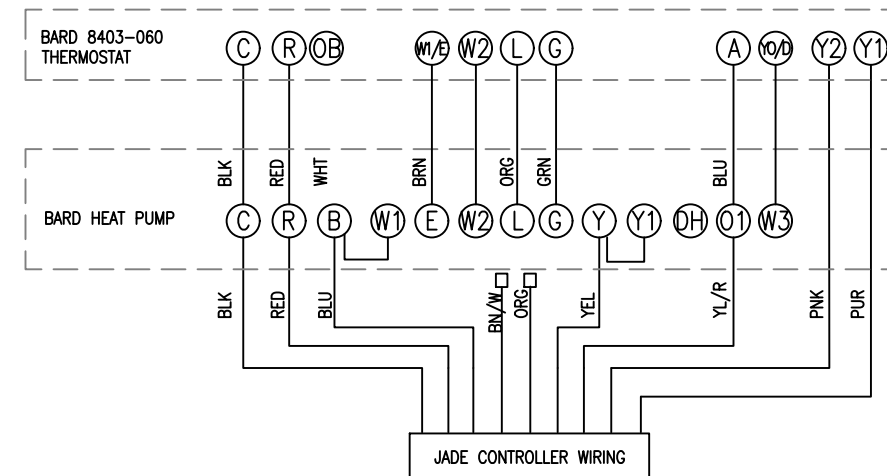 BARD 8403-060
THERMOSTAT
C R OB W1/E W2 L G A YO/D Y2 Y1
BLK RED WHT BRN ORG GRN BLU
BARD HEAT PUMP
C R B W1 E W2 L G Y Y1 DH O1 W3
BLK RED BLU BN/W ORG YEL YL/R PNK PUR
JADE CONTROLLER WIRING